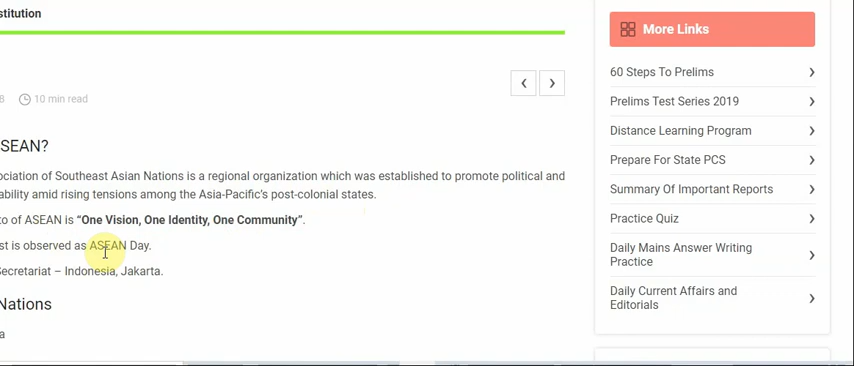 stitution
8 10 min read
SEAN?
ociation of Southeast Asian Nations is a regional organization which was established to promote political and
ability amid rising tensions among the Asia-Pacific's post-colonial states.
to of ASEAN is “One Vision, One Identity, One Community”.
st is observed as ASEAN Day.
Secretariat – Indonesia, Jakarta.
Nations
a
More Links
60 Steps To Prelims
Prelims Test Series 2019
Distance Learning Program
Prepare For State PCS
Summary Of Important Reports
Practice Quiz
Daily Mains Answer Writing
Practice
Daily Current Affairs and
Editorials